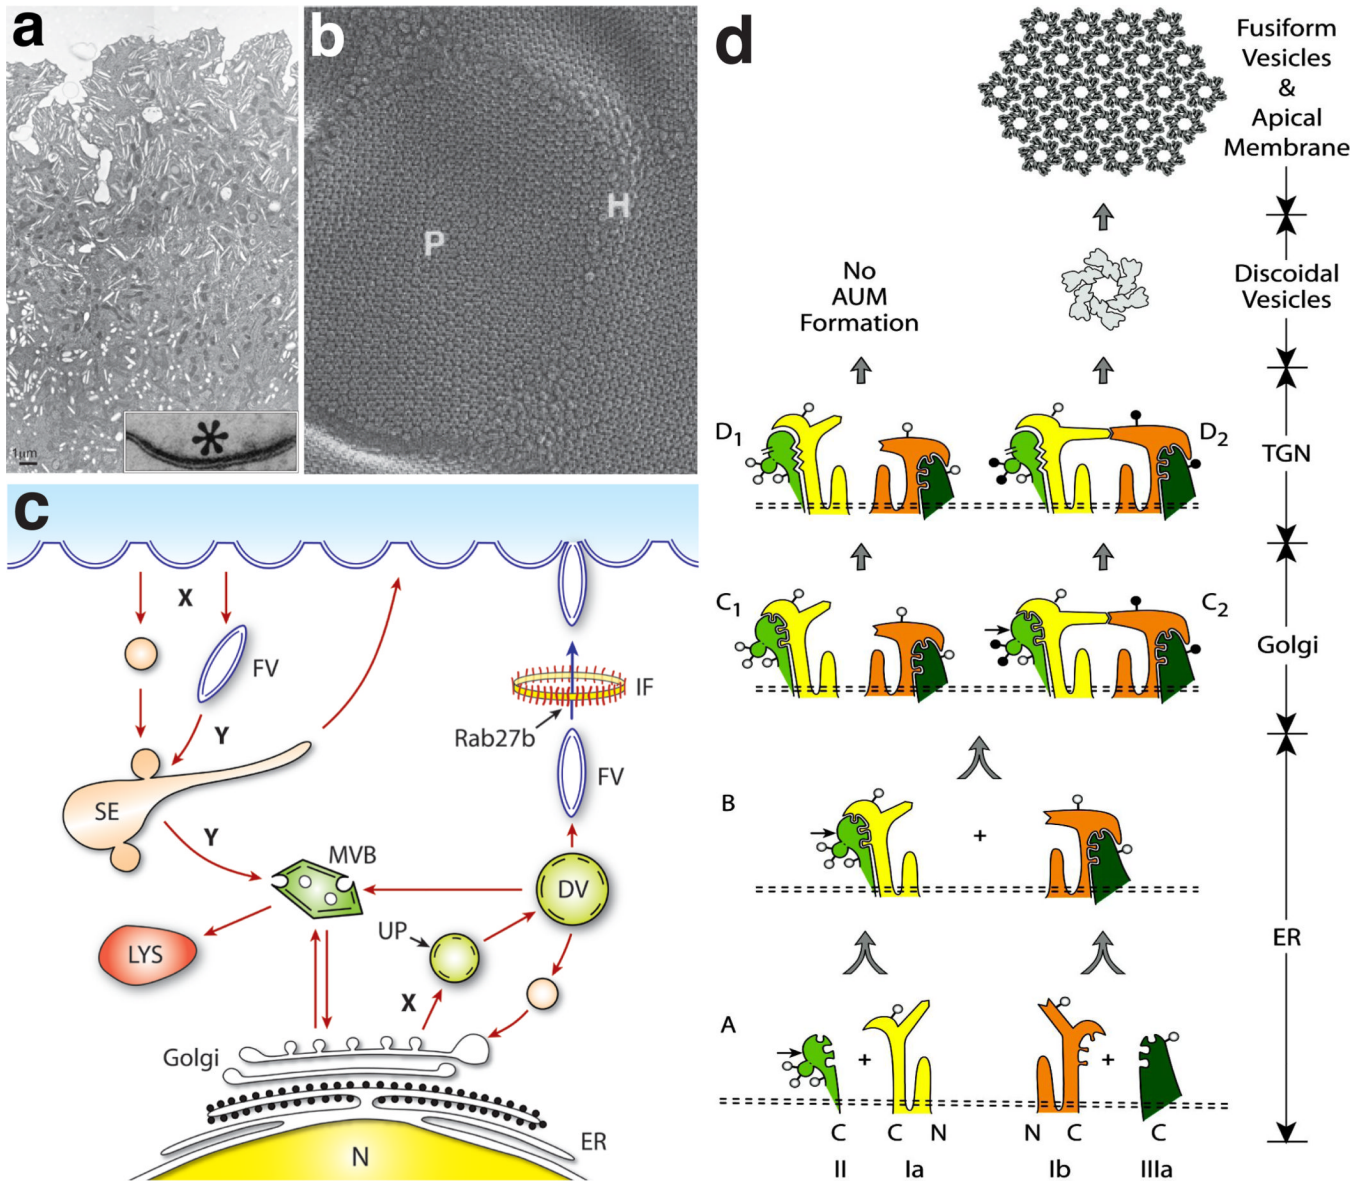 a
1μm
b
P
H
c
X
FV
Y
SE
Y
MVB
LYS
UP
X
DV
FV
Rab27b
IF
Golgi
ER
N
d
Fusiform
Vesicles
&
Apical
Membrane
No
AUM
Formation
Discoidal
Vesicles
D1
D2
TGN
C1
C2
Golgi
B
+
ER
A
+
+
C
C
N
N
C
C
II
Ia
Ib
IIIa